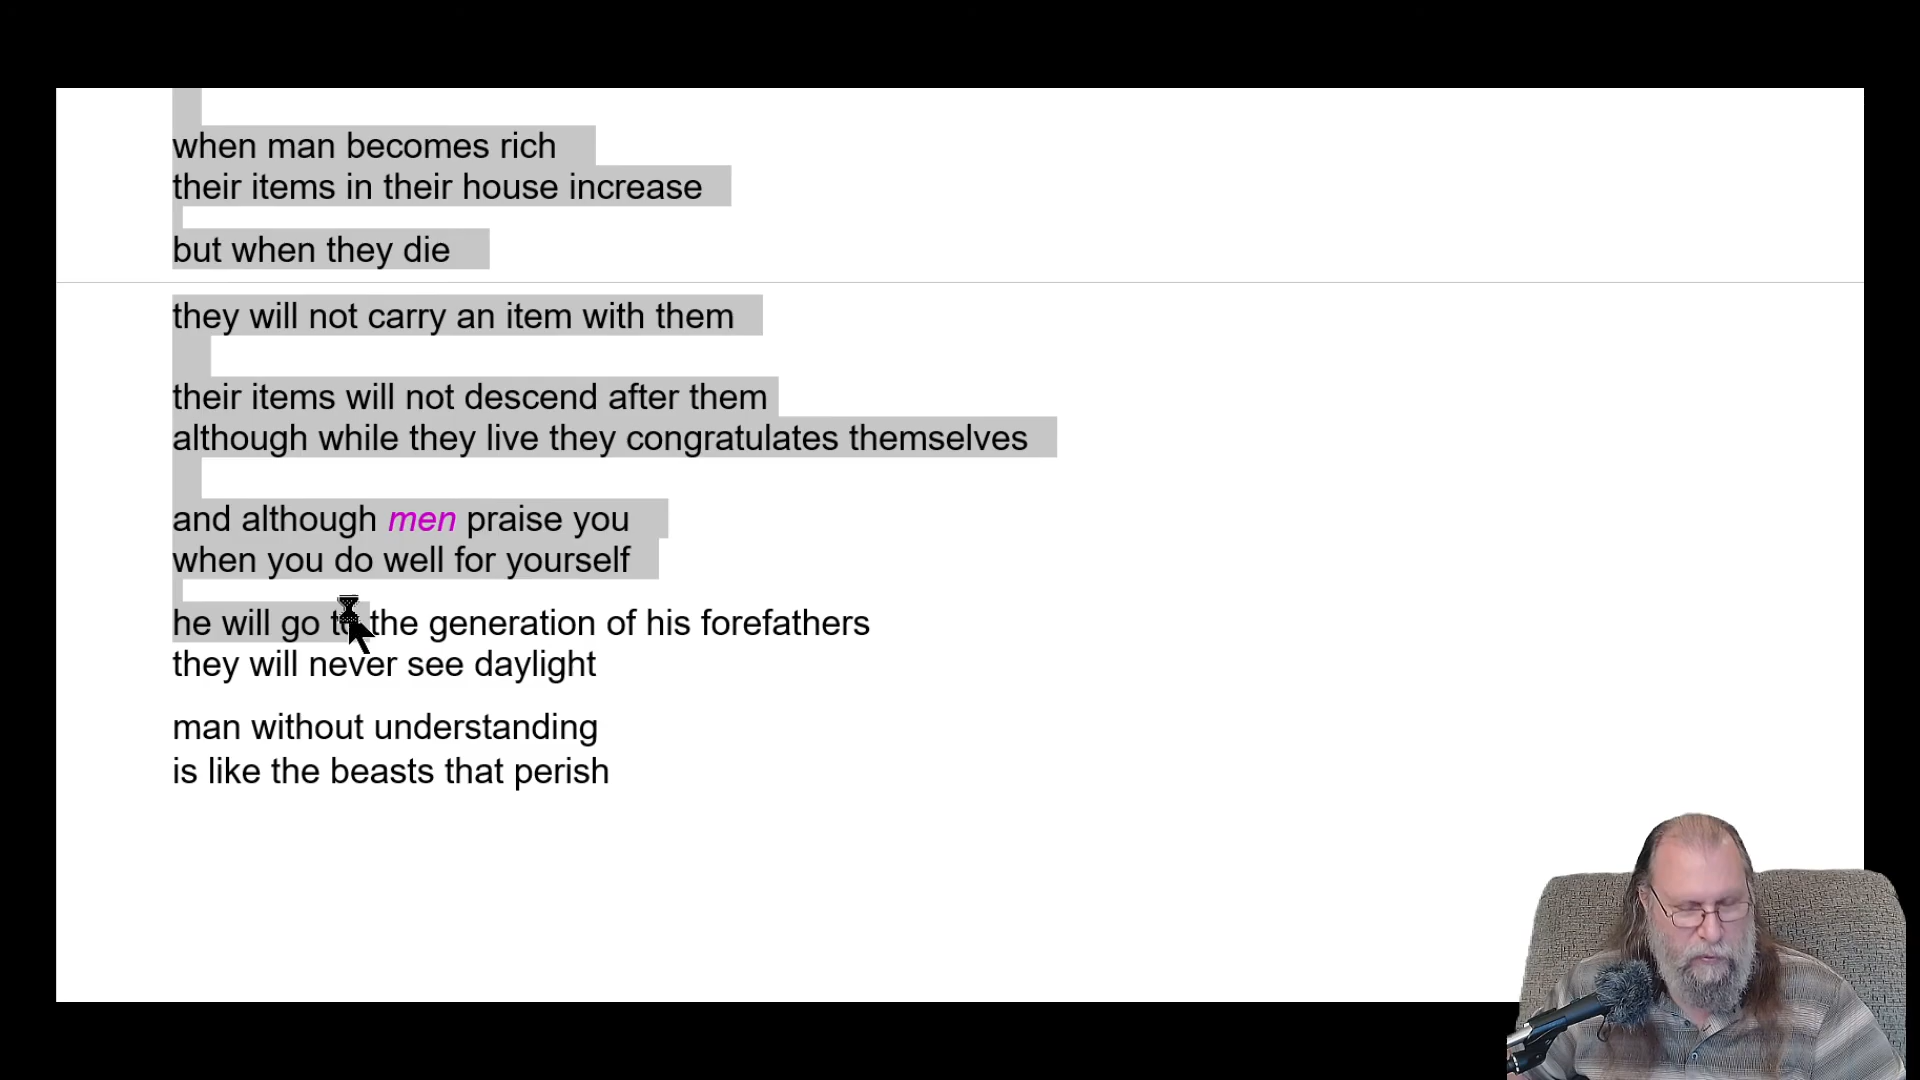 when man becomes rich
their items in their house increase
but when they die
they will not carry an item with them
their items will not descend after them
although while they live they congratulates themselves
and although men praise you
when you do well for yourself
he will go to the generation of his forefathers
they will never see daylight
man without understanding
is like the beasts that perish